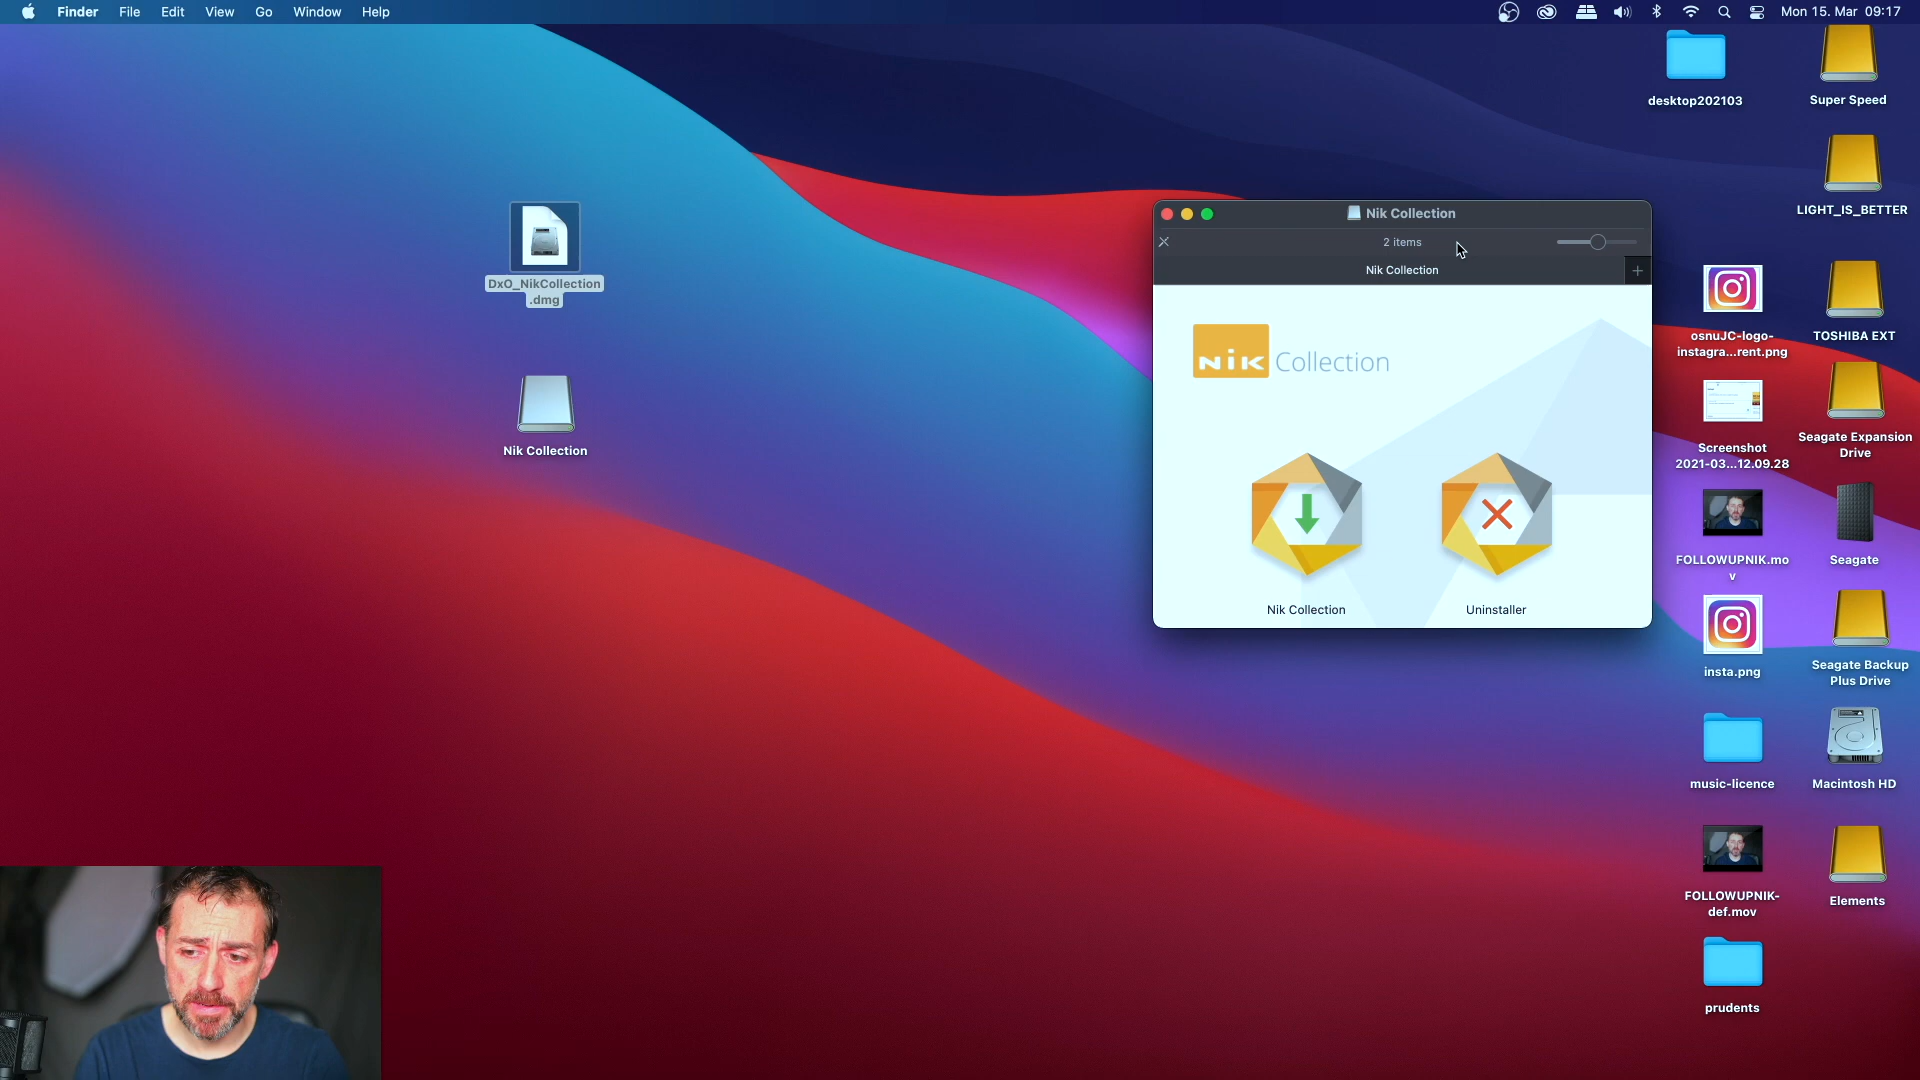 Finder File Edit View Go Window Help
Mon 15. Mar 09:17
desktop202103
Super Speed
LIGHT_IS_BETTER
DxO_NikCollection
.dmg
Nik Collection
Nik Collection
2 items
Nik Collection
Nik Collection
Nik Collection
Uninstaller
osnuJC-logo-
instagra...rent.png
TOSHIBA EXT
Screenshot
2021-03...12.09.28
Seagate Expansion
Drive
FOLLOWUPNIK.mo
v
Seagate
insta.png
Seagate Backup
Plus Drive
music-licence
Macintosh HD
FOLLOWUPNIK-
def.mov
Elements
prudents